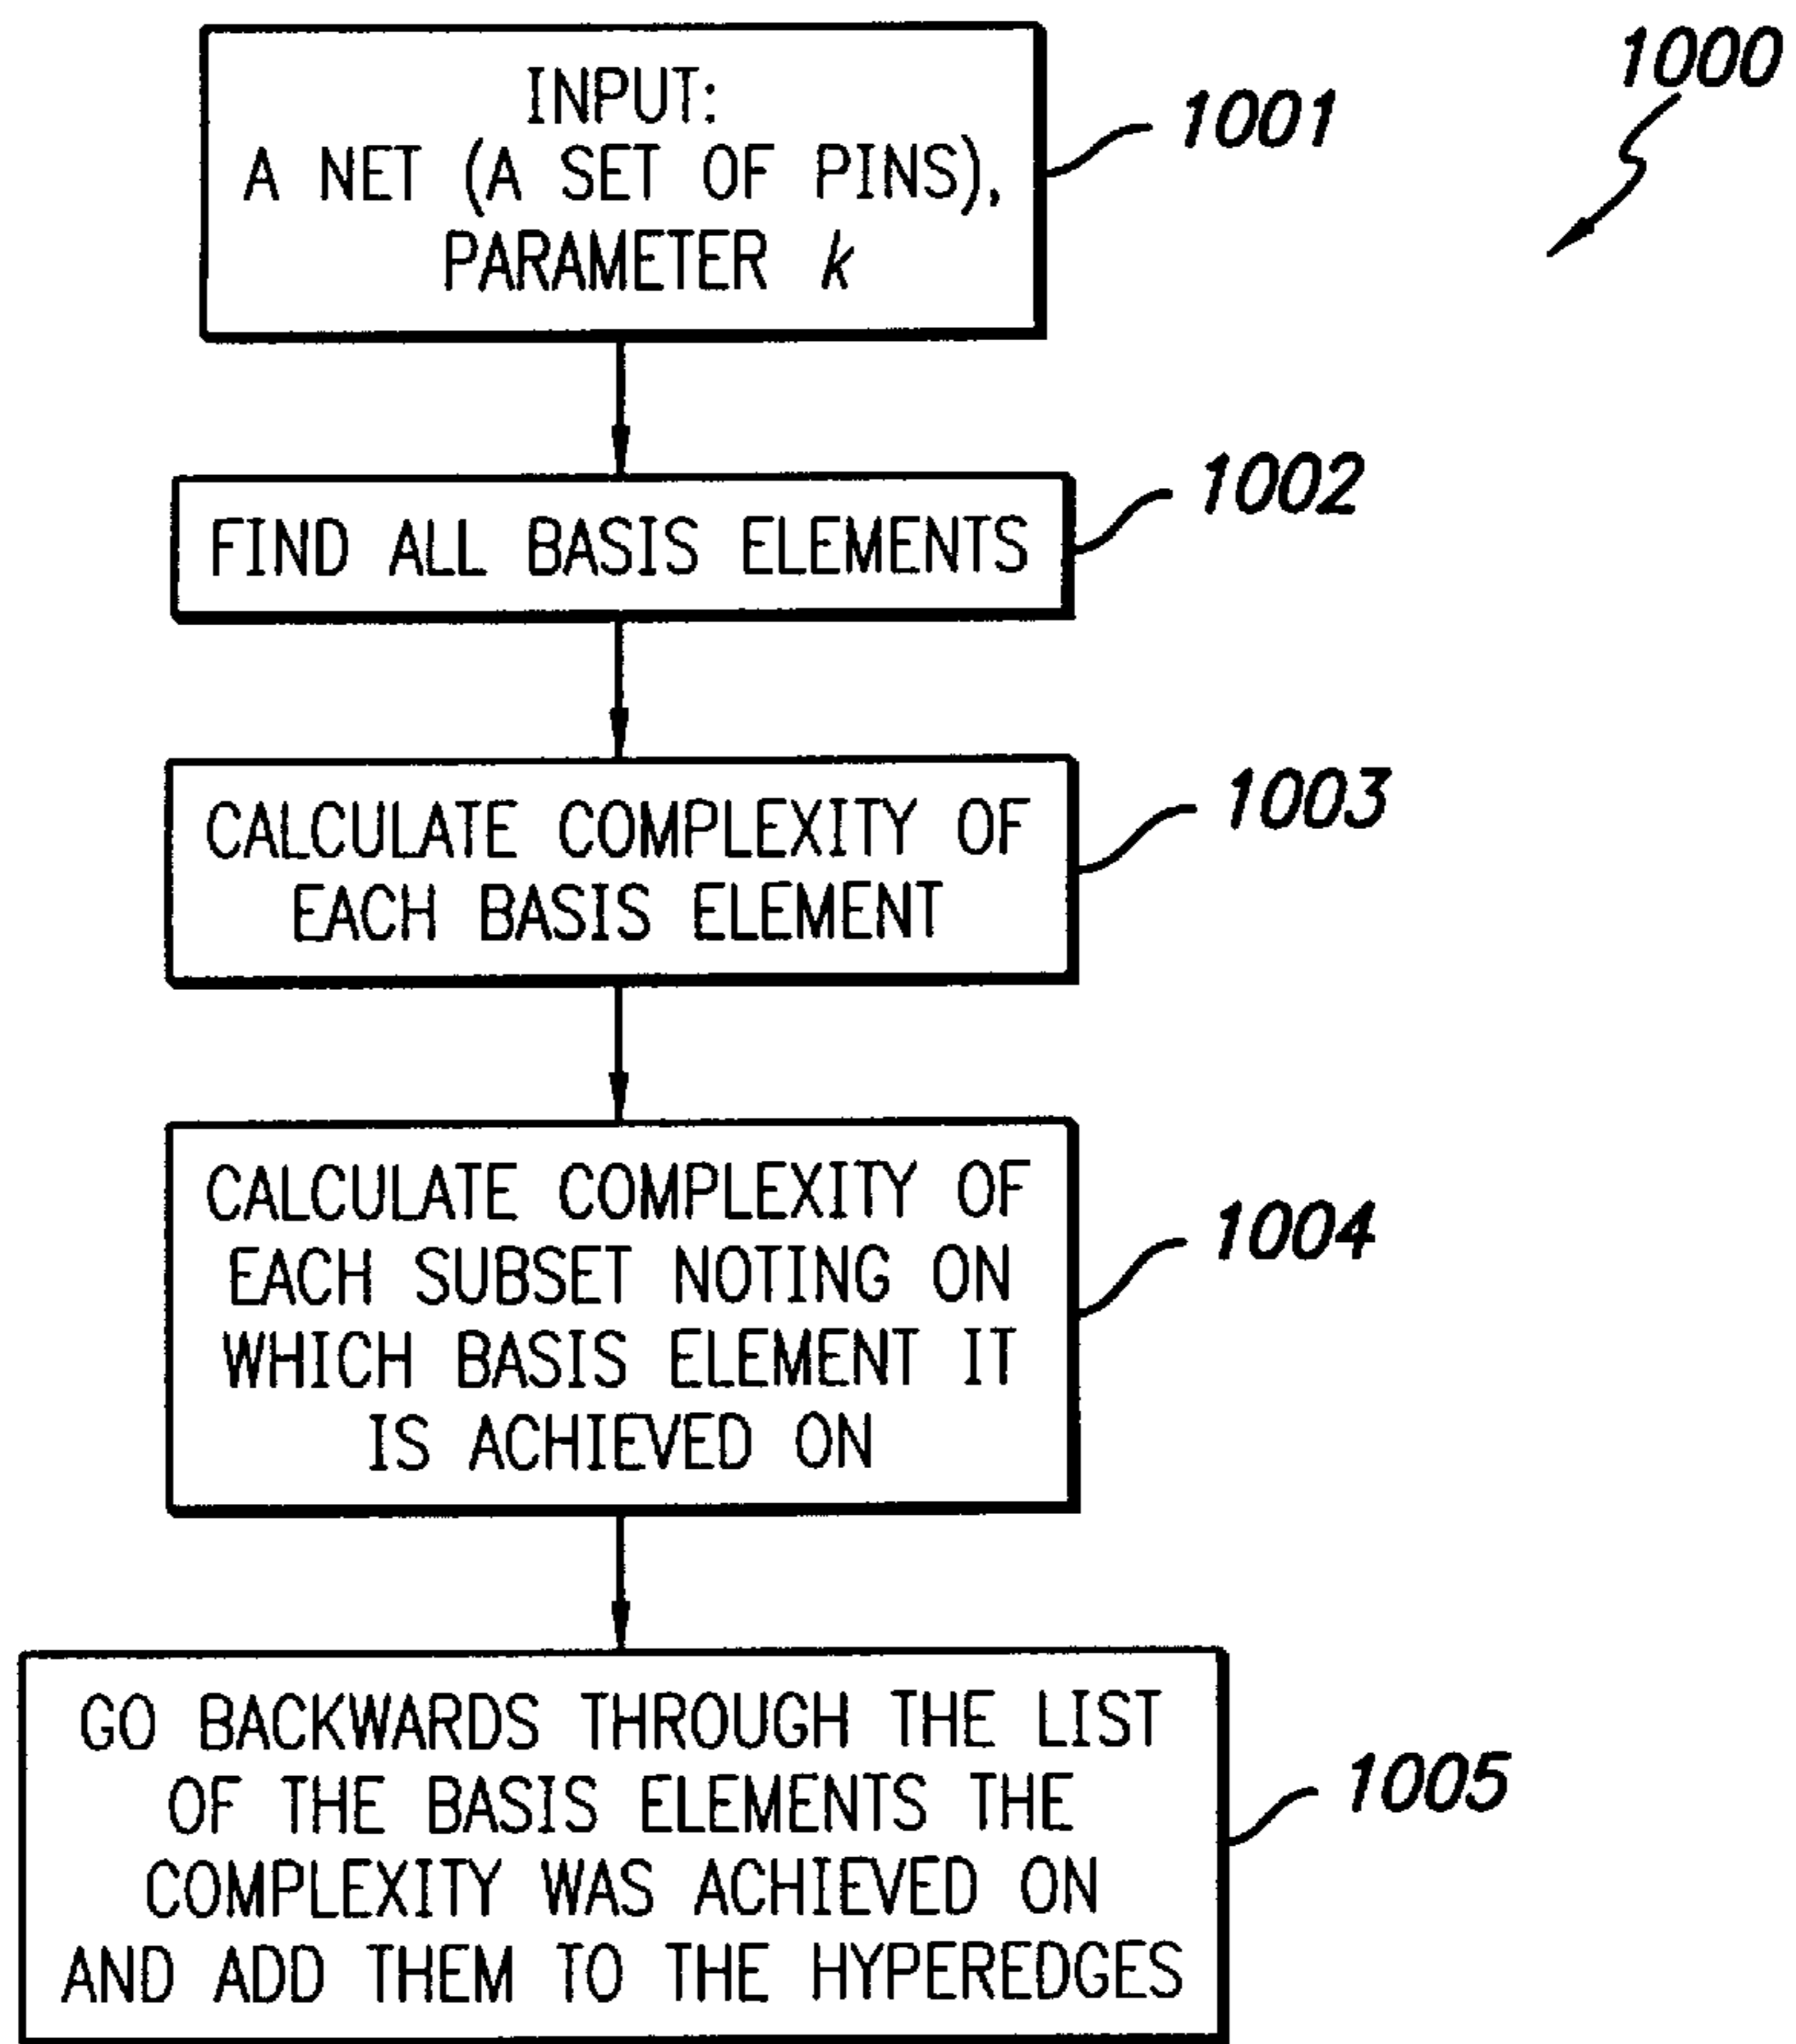 1000
INPUT:
A NET (A SET OF PINS),
PARAMETER k
1001
FIND ALL BASIS ELEMENTS
1002
CALCULATE COMPLEXITY OF
EACH BASIS ELEMENT
1003
CALCULATE COMPLEXITY OF
EACH SUBSET NOTING ON
WHICH BASIS ELEMENT IT
IS ACHIEVED ON
1004
GO BACKWARDS THROUGH THE LIST
OF THE BASIS ELEMENTS THE
COMPLEXITY WAS ACHIEVED ON
AND ADD THEM TO THE HYPEREDGES
1005